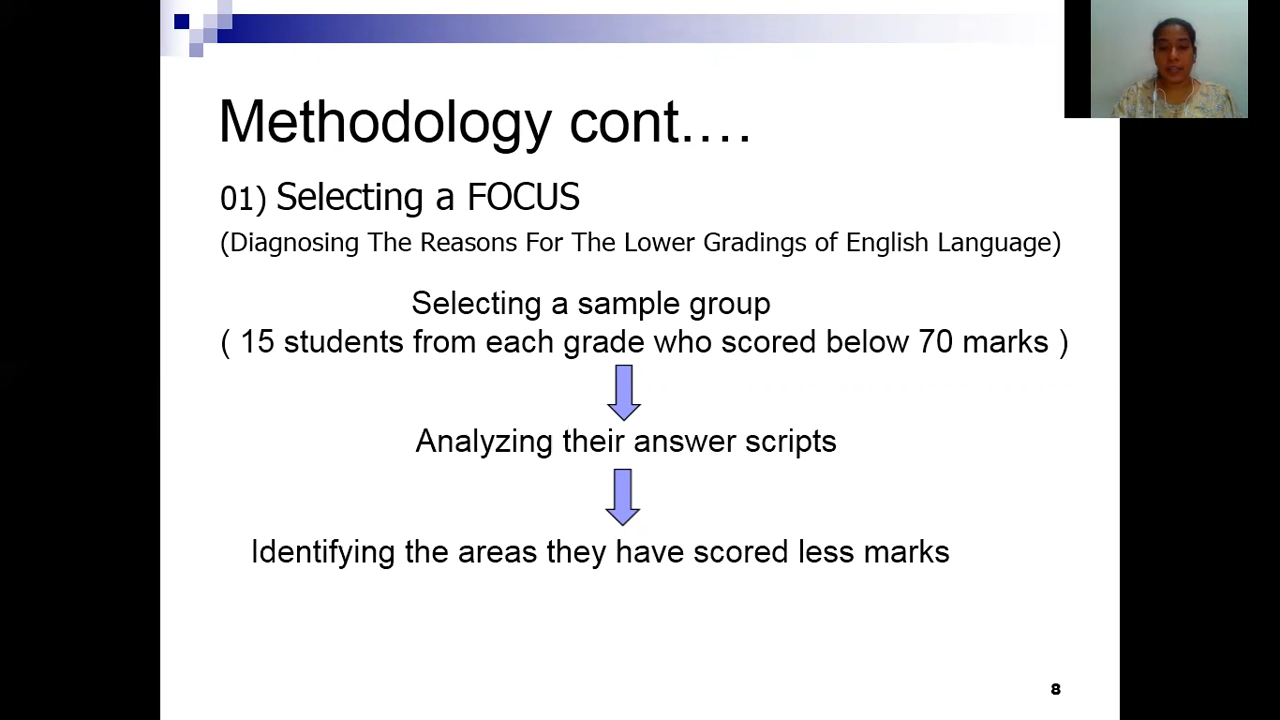 Methodology cont.…
01) Selecting a FOCUS
(Diagnosing The Reasons For The Lower Gradings of English Language)
Selecting a sample group
( 15 students from each grade who scored below 70 marks )
Analyzing their answer scripts
Identifying the areas they have scored less marks
8